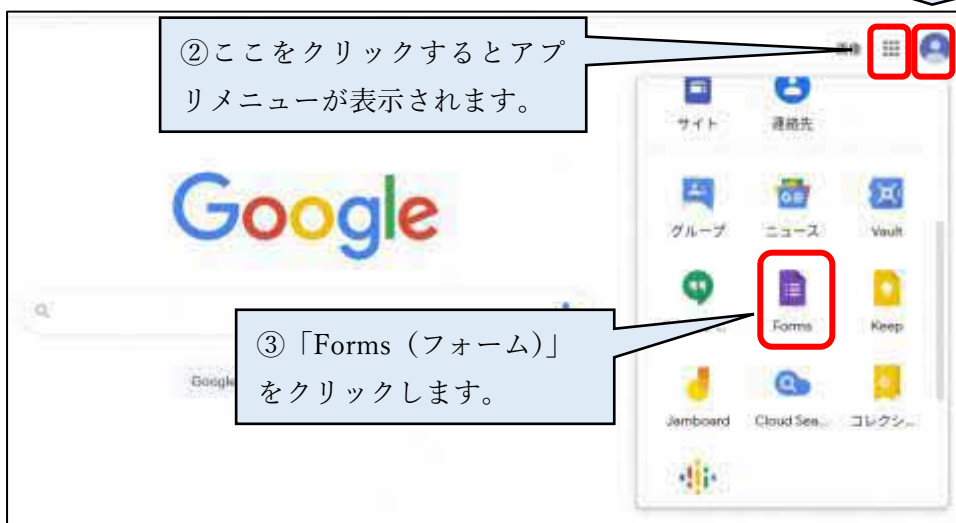 ②ここをクリックするとアプ
リメニューが表示されます。
サイト
連絡先
Google
グループ
ニュース
Vault
Forms
Keep
③「Forms（フォーム)」
をクリックします。
Google
Jamboard
Cloud Sea...
コレクシ...